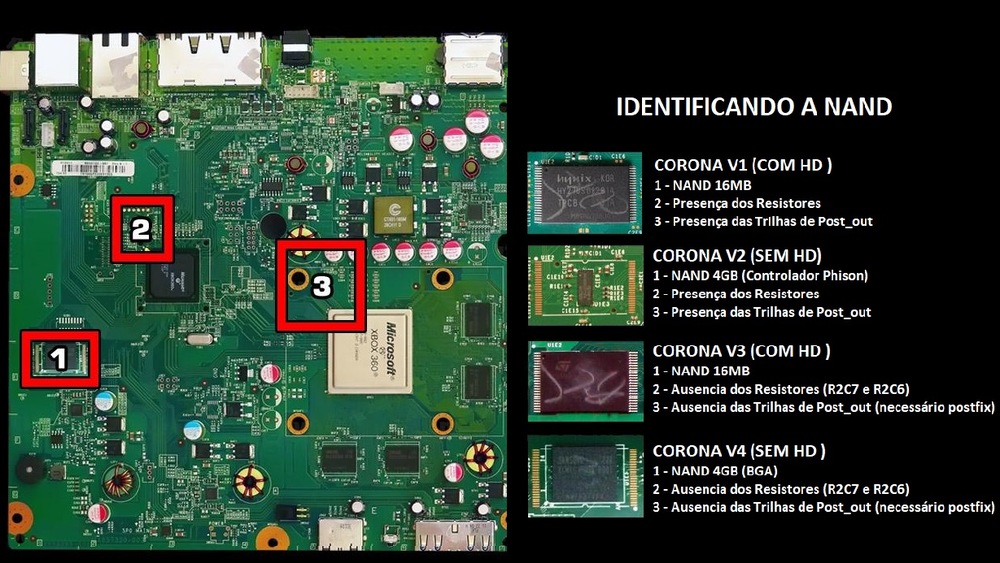 IDENTIFICANDO A NAND
CORONA V1 (COM HD )
1 - NAND 16MB
2 - Presença dos Resistores
3 - Presença das Trilhas de Post_out
CORONA V2 (SEM HD)
1 - NAND 4GB (Controlador Phison)
2 - Presença dos Resistores
3 - Presença das Trilhas de Post_out
CORONA V3 (COM HD )
1 - NAND 16MB
2 - Ausencia dos Resistores (R2C7 e R2C6)
3 - Ausencia das Trilhas de Post_out (necessário postfix)
CORONA V4 (SEM HD )
1 - NAND 4GB (BGA)
2 - Ausencia dos Resistores (R2C7 e R2C6)
3 - Ausencia das Trilhas de Post_out (necessário postfix)
2
3
1
Microsoft
XBOX 360
hynix
KOR
U1E2